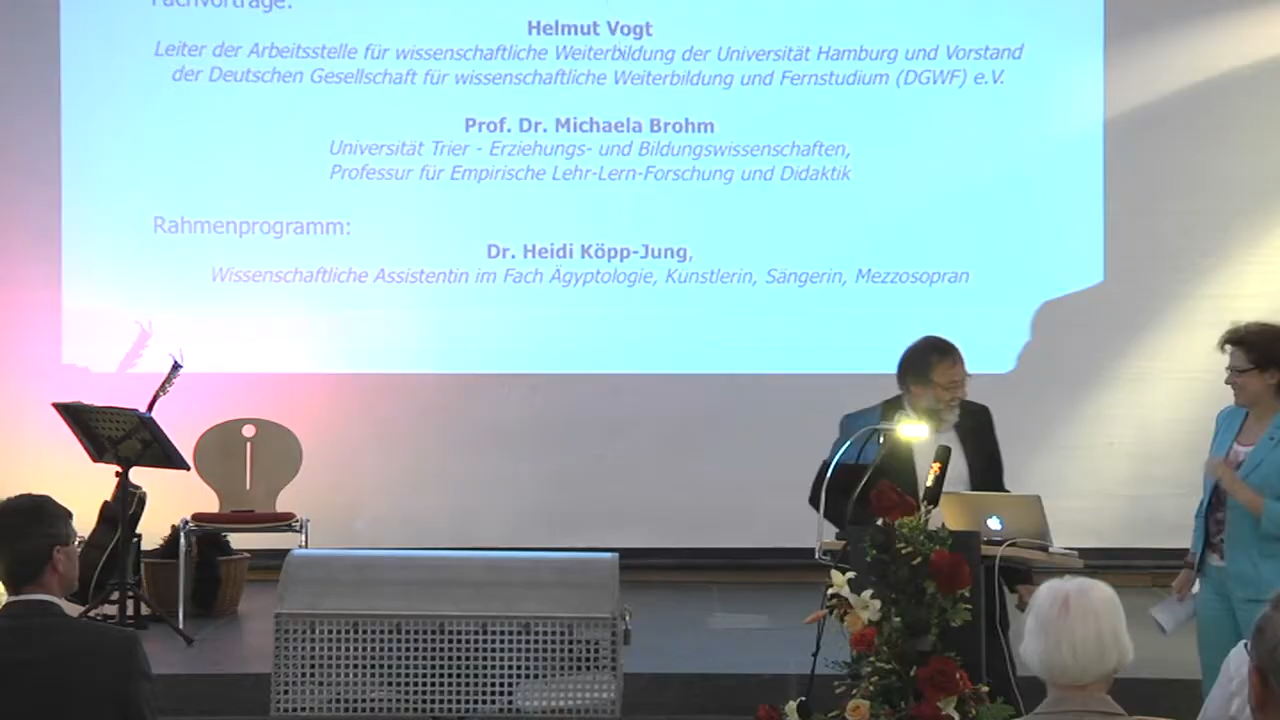 Fachvorträge:
Helmut Vogt
Leiter der Arbeitsstelle für wissenschaftliche Weiterbildung der Universität Hamburg und Vorstand
der Deutschen Gesellschaft für wissenschaftliche Weiterbildung und Fernstudium (DGWF) e.V.
Prof. Dr. Michaela Brohm
Universität Trier - Erziehungs- und Bildungswissenschaften,
Professur für Empirische Lehr-Lern-Forschung und Didaktik
Rahmenprogramm:
Dr. Heidi Köpp-Jung,
Wissenschaftliche Assistentin im Fach Ägyptologie, Künstlerin, Sängerin, Mezzosopran